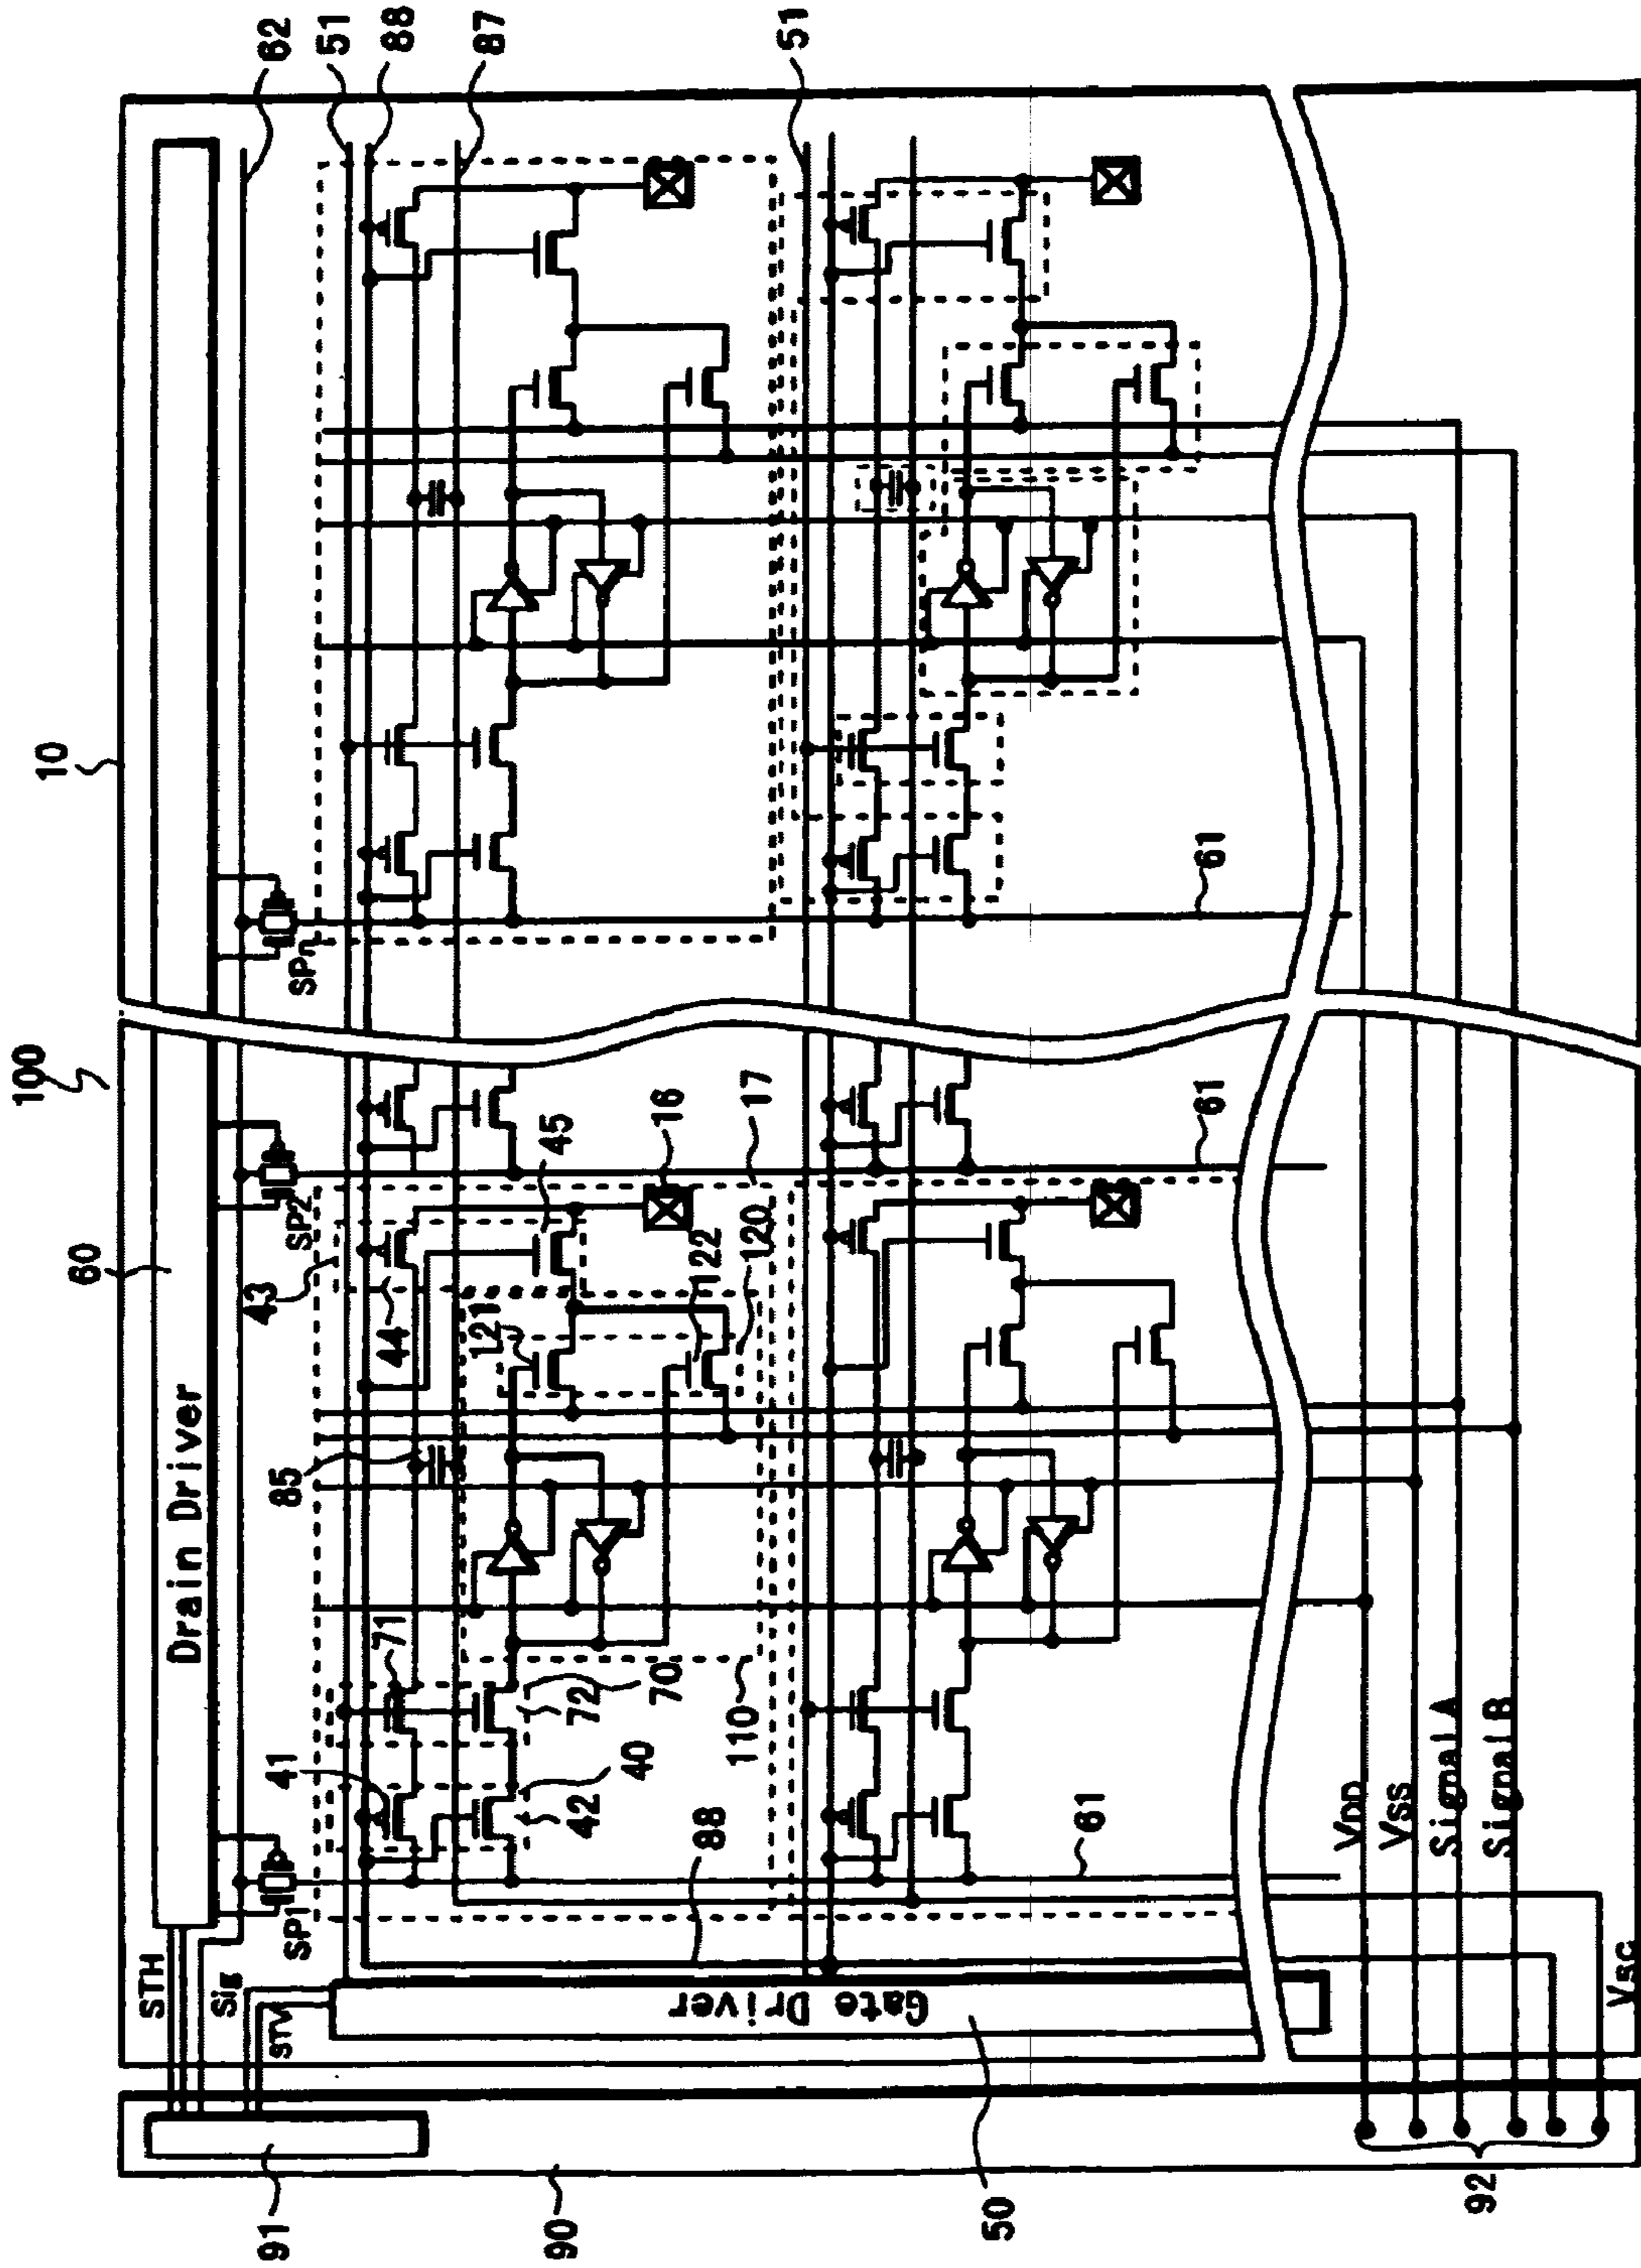 100
10
62
51
88
87
51
60
Drain Driver
STH
Sig
STV
SP1
SP2
SPn
43
44
45
16
17
121
122
120
85
71
70
72
110
41
40
42
88
61
61
61
Gate Driver
91
90
50
VDD
VSS
SignalA
SignalB
VSC
92